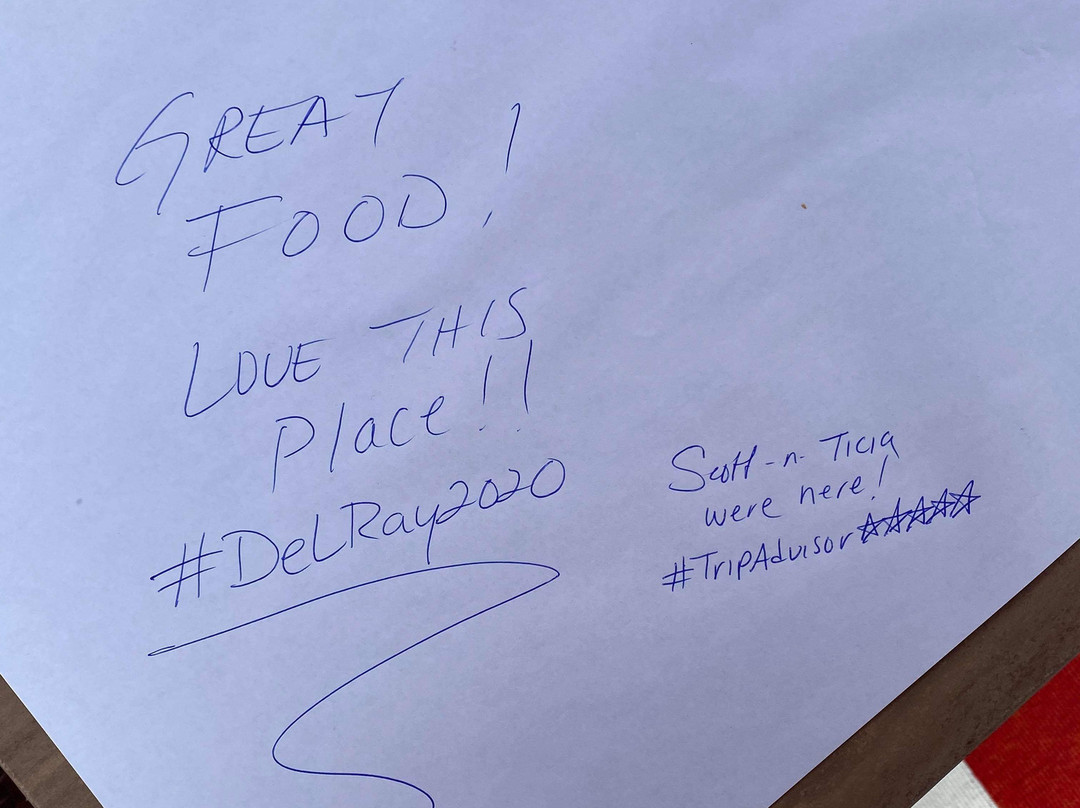 GREAT
FOOD!
LOVE THIS
Place!!
#DeLRay2020
Scott-n-Ticia
were here!
#TripAdvisor☆☆☆☆☆